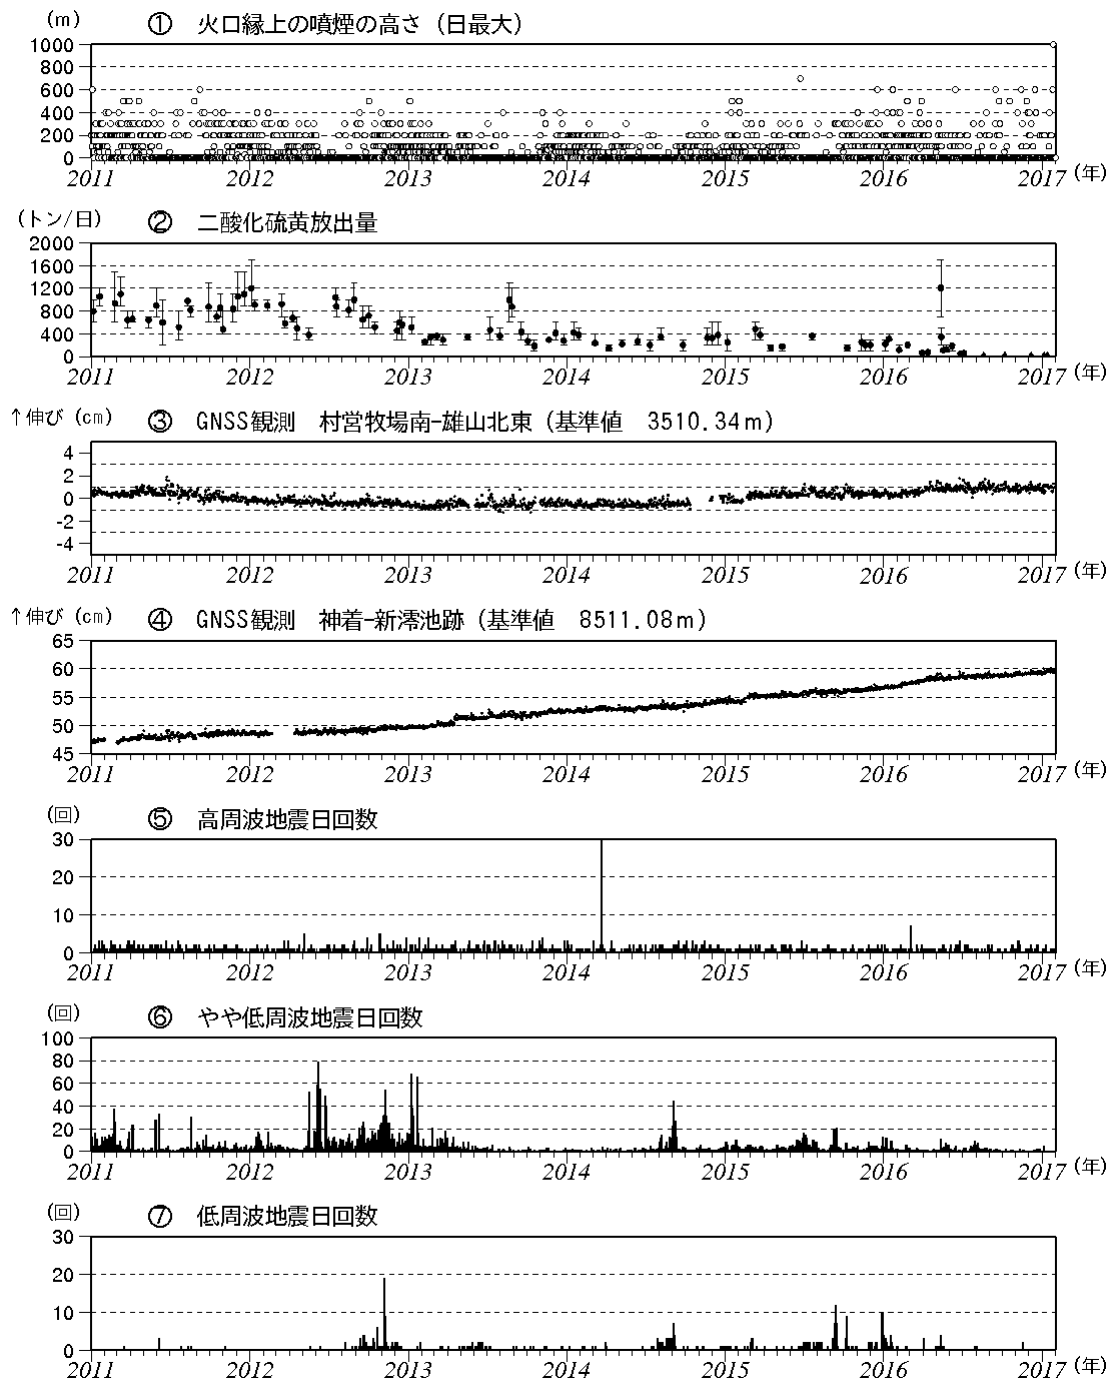 (m) ① 火口縁上の噴煙の高さ（日最大）
1000
800
600
400
200
0
2011 2012 2013 2014 2015 2016 2017 (年)
(トン/日) ② 二酸化硫黄放出量
2000
1600
1200
800
400
0
2011 2012 2013 2014 2015 2016 2017 (年)
↑伸び (cm) ③ GNSS観測 村営牧場南-雄山北東（基準値 3510.34m）
4
2
0
-2
-4
2011 2012 2013 2014 2015 2016 2017 (年)
↑伸び (cm) ④ GNSS観測 神着-新澪池跡（基準値 8511.08m）
65
60
55
50
45
2011 2012 2013 2014 2015 2016 2017 (年)
(回) ⑤ 高周波地震日回数
30
20
10
0
2011 2012 2013 2014 2015 2016 2017 (年)
(回) ⑥ やや低周波地震日回数
100
80
60
40
20
0
2011 2012 2013 2014 2015 2016 2017 (年)
(回) ⑦ 低周波地震日回数
30
20
10
0
2011 2012 2013 2014 2015 2016 2017 (年)